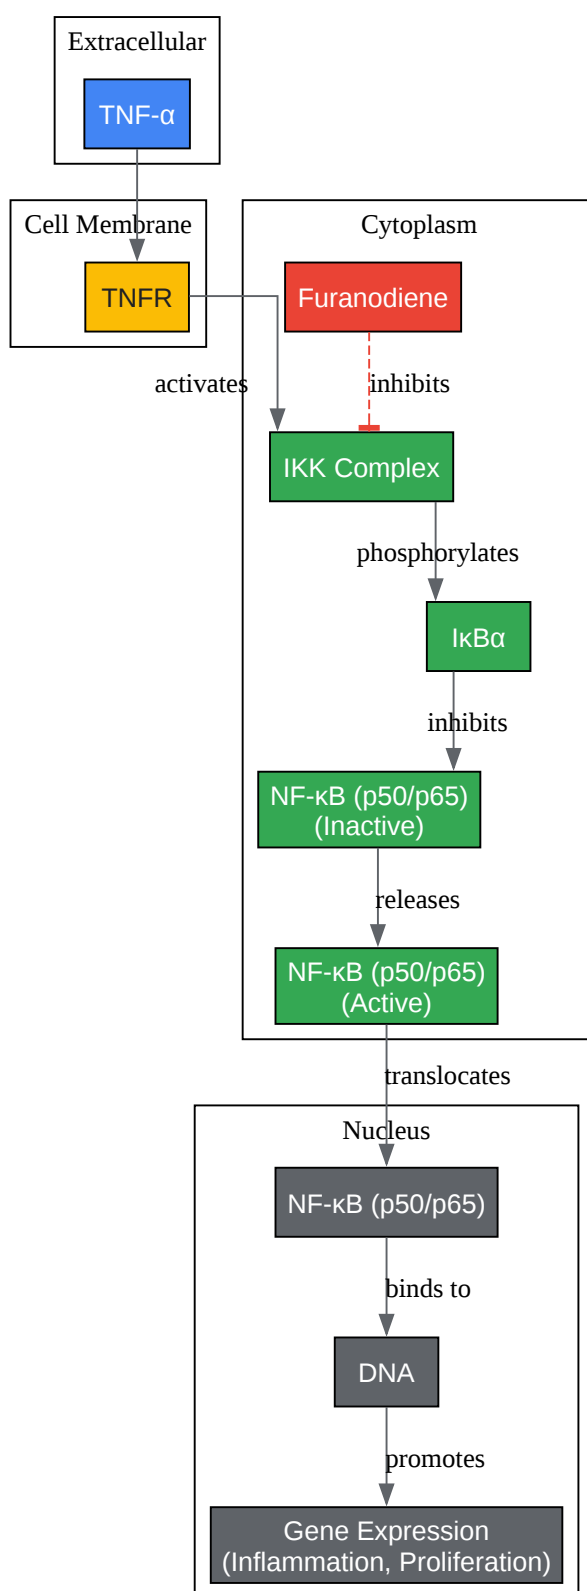 Extracellular
TNF-α
Cell Membrane
TNFR
activates
Cytoplasm
Furanodiene
inhibits
IKK Complex
phosphorylates
IκBα
inhibits
NF-κB (p50/p65)
(Inactive)
releases
NF-κB (p50/p65)
(Active)
translocates
Nucleus
NF-κB (p50/p65)
binds to
DNA
promotes
Gene Expression
(Inflammation, Proliferation)